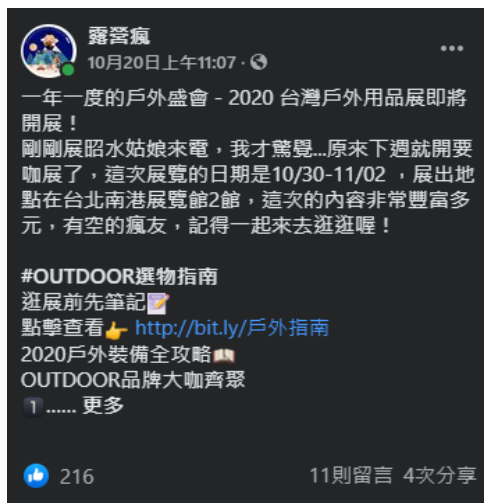 露營瘋
10月20日上午11:07 ·
一年一度的戶外盛會 - 2020 台灣戶外用品展即將
開展！
剛剛展昭水姑娘來電，我才驚覺...原來下週就開要
咖展了，這次展覽的日期是10/30-11/02 ，展出地
點在台北南港展覽館2館，這次的內容非常豐富多
元，有空的瘋友，記得一起來去逛逛喔！
#OUTDOOR選物指南
逛展前先筆記📝
點擊查看👉 http://bit.ly/戶外指南
2020戶外裝備全攻略📖
OUTDOOR品牌大咖齊聚
1️⃣...... 更多
216
11則留言 4次分享